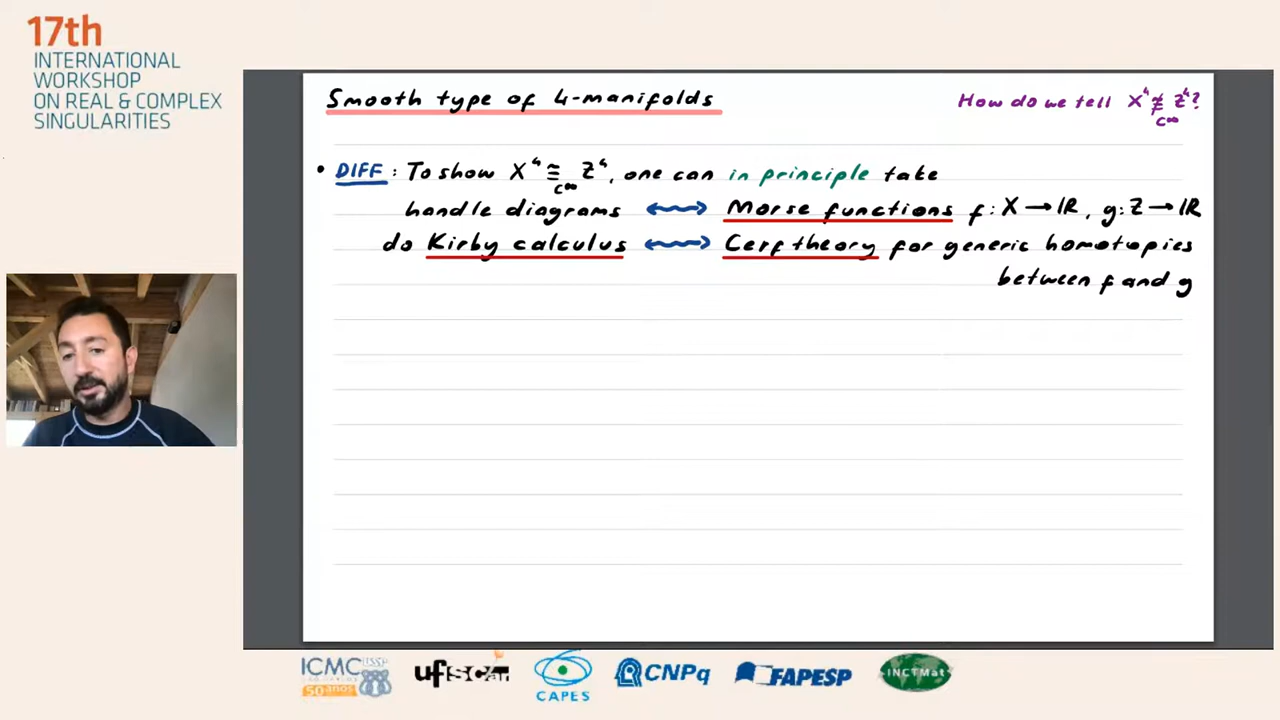 17th
INTERNATIONAL
WORKSHOP
ON REAL & COMPLEX
SINGULARITIES
Smooth type of 4-manifolds
How do we tell X⁴ ≇ Z⁴?
C∞
• DIFF: To show X⁴ ≅ Z⁴, one can in principle take
C∞
handle diagrams ⟷ Morse functions f: X → ℝ, g: Z → ℝ
do Kirby calculus ⟷ Cerf theory for generic homotopies
between f and g
ICMC USP
50 anos
ufscar
CAPES
CNPq
FAPESP
INCTMat